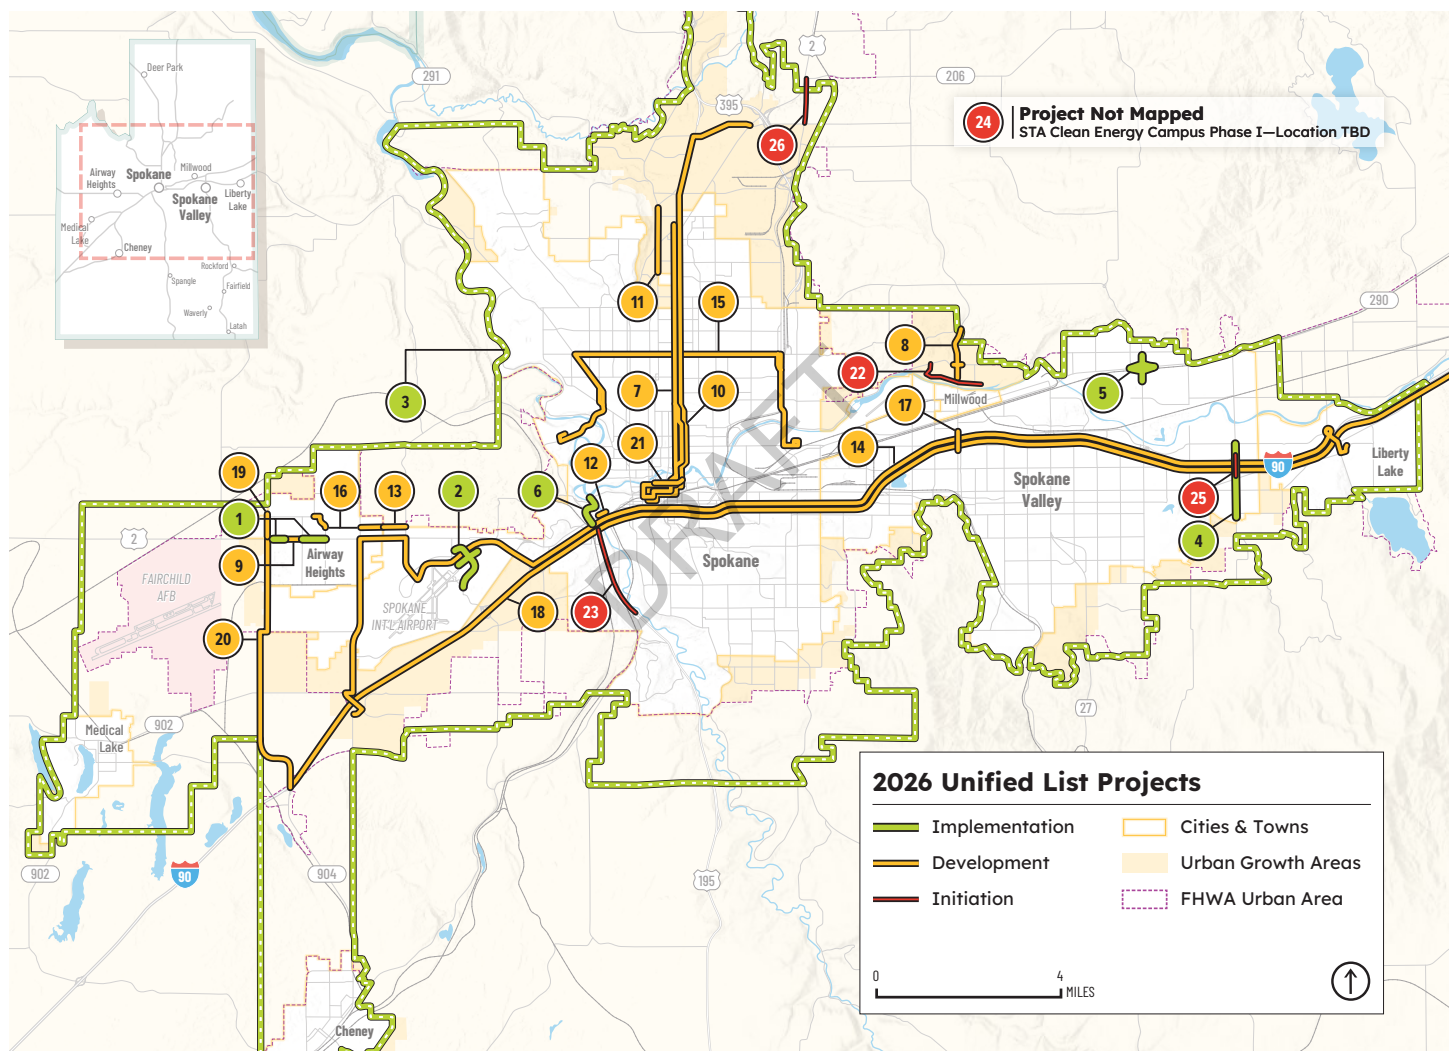 Deer Park
Airway
Heights
Spokane
Millwood
Spokane
Valley
Liberty
Lake
Medical
Lake
Cheney
Rockford
Spangle
Fairfield
Waverly
Latah
291
395
2
206
290
24
Project Not Mapped
STA Clean Energy Campus Phase I—Location TBD
26
11
15
8
22
Millwood
5
3
7
10
17
21
12
14
19
16
13
2
6
1
9
Airway
Heights
2
FAIRCHILD
AFB
SPOKANE
INT'L AIRPORT
18
23
20
DRAFT
Spokane
Spokane
Valley
90
Liberty
Lake
25
4
27
Medical
Lake
902
902
90
904
195
Cheney
2026 Unified List Projects
Implementation
Development
Initiation
Cities & Towns
Urban Growth Areas
FHWA Urban Area
0
4
MILES